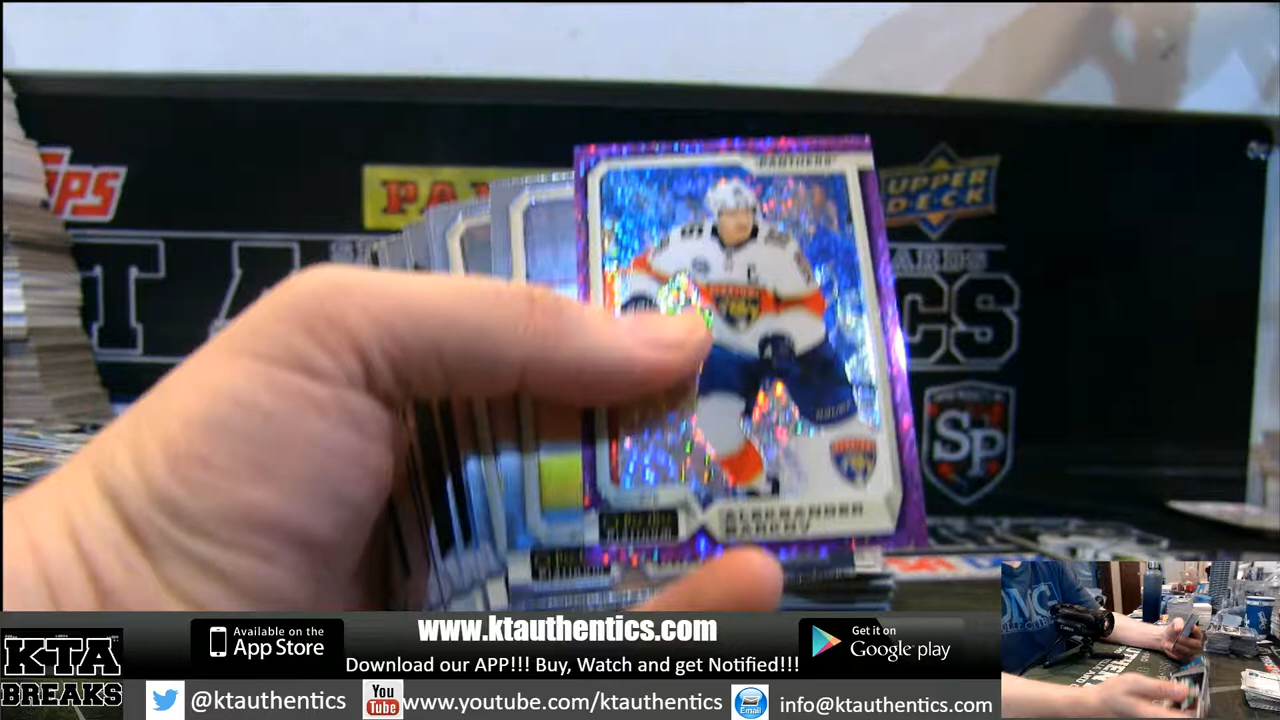 PANTHERS
UPPER
DECK
SP
ALEKSANDER
BARKOV
KTA
BREAKS
Available on the
App Store
www.ktauthentics.com
GET IT ON
Google play
Download our APP!!! Buy, Watch and get Notified!!!
@ktauthentics
You
Tube
www.youtube.com/ktauthentics
Email
info@ktauthentics.com